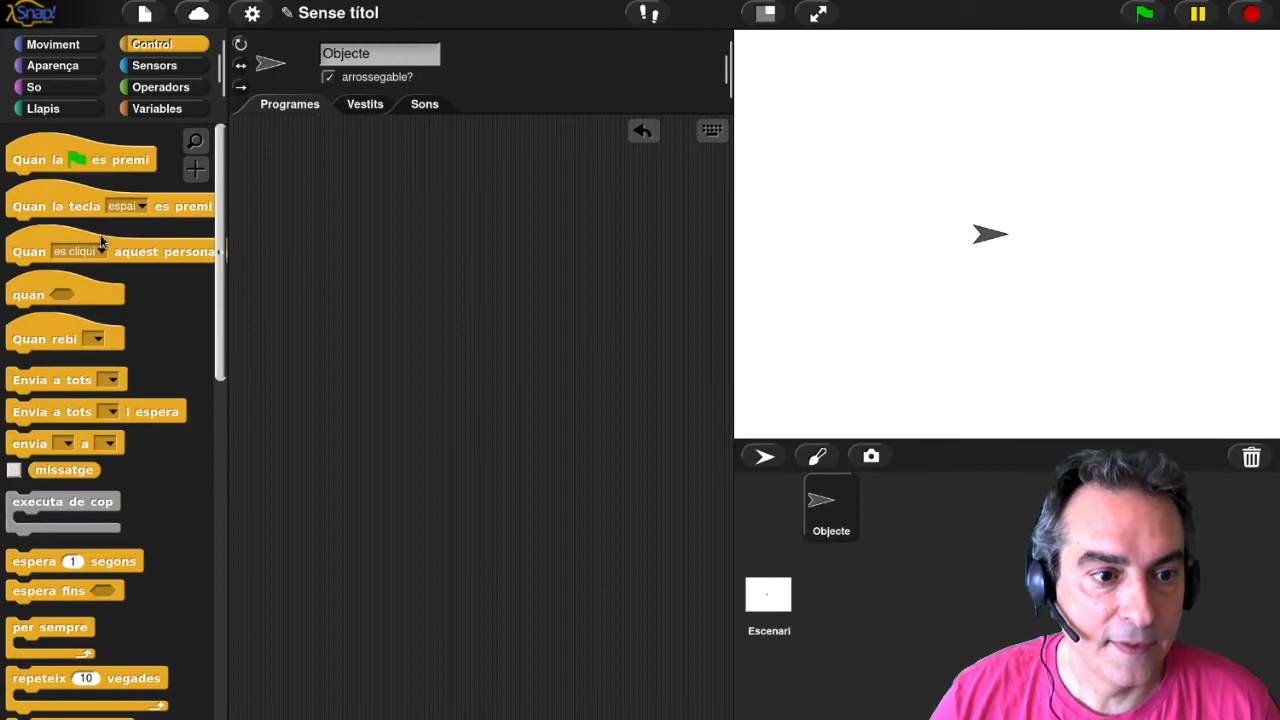 Snap!
Sense títol
Moviment
Control
Aparença
Sensors
So
Operadors
Llapis
Variables
Objecte
arrossegable?
Programes
Vestits
Sons
Quan la es premi
Quan la tecla espai es premi
Quan es cliqui aquest persona
quan
Quan rebi
Envia a tots
Envia a tots i espera
envia a
missatge
executa de cop
espera 1 segons
espera fins
per sempre
repeteix 10 vegades
Objecte
Escenari